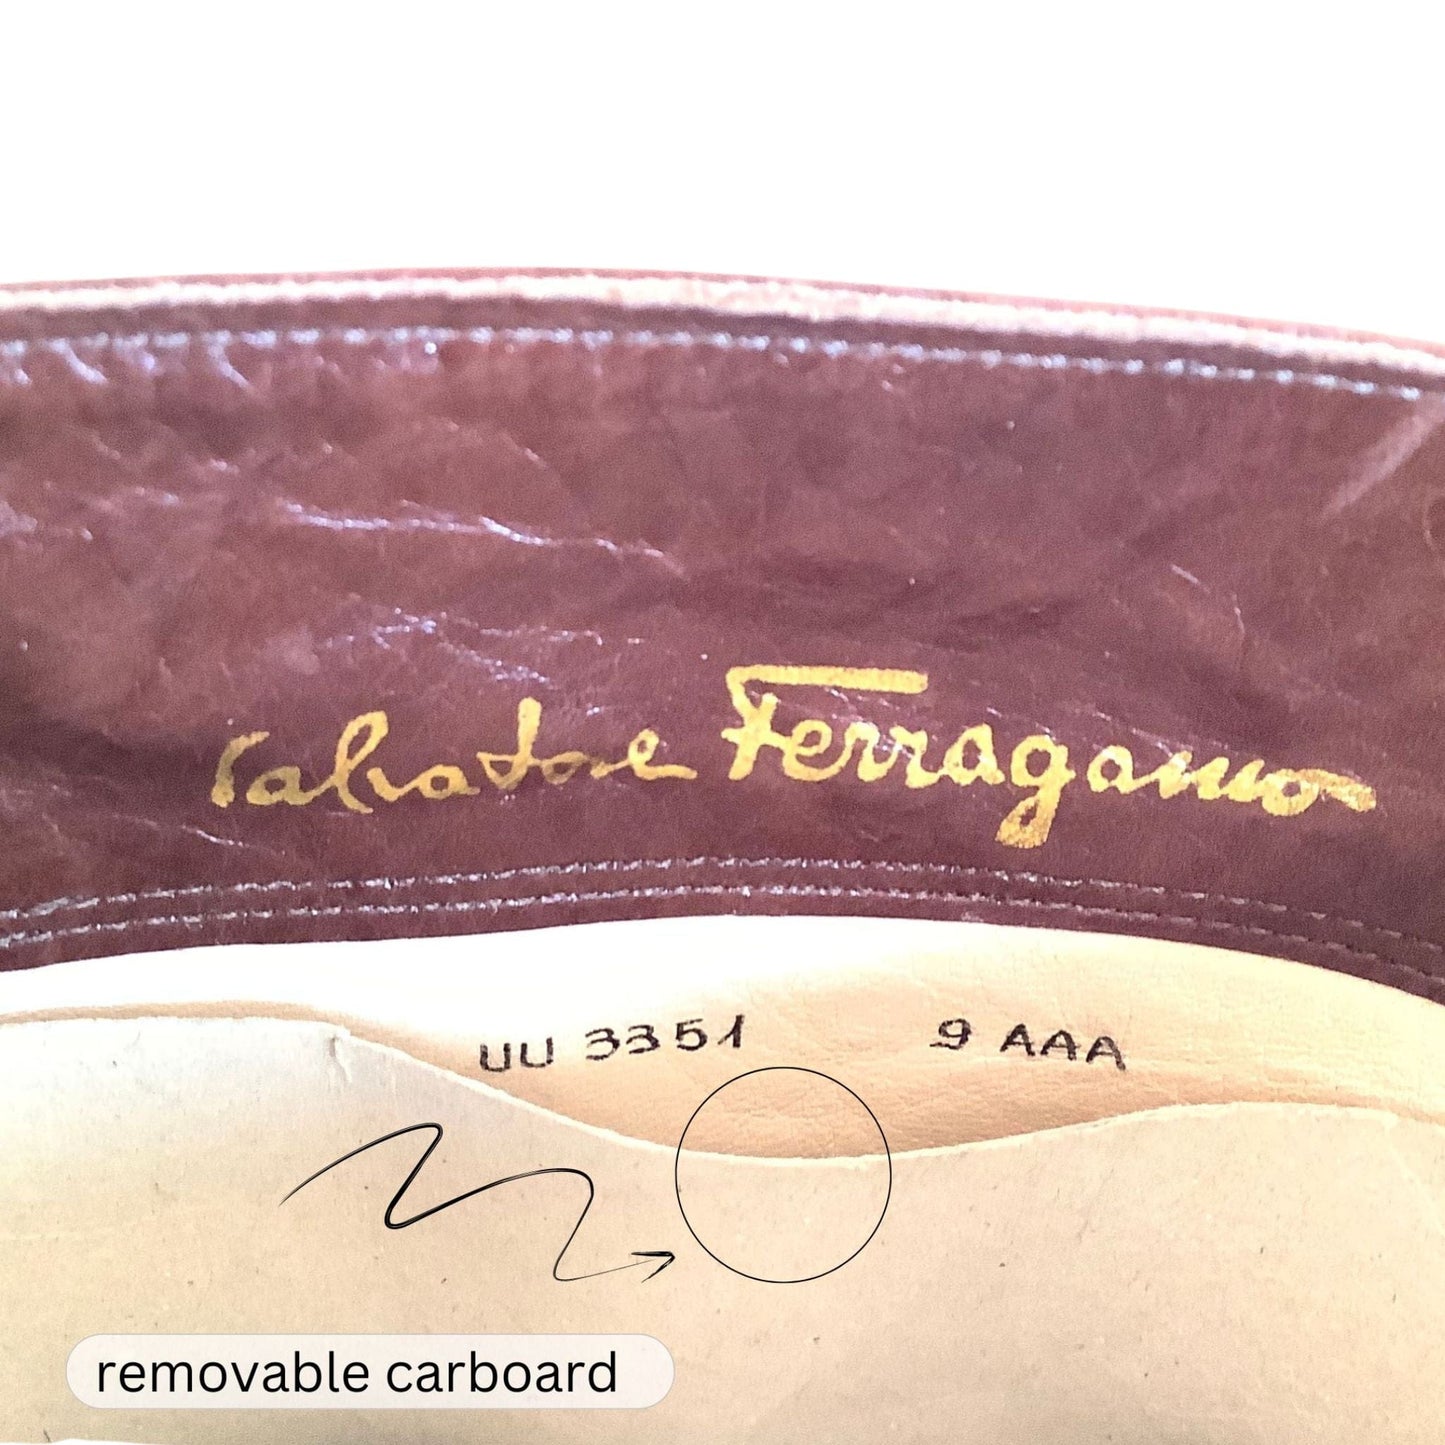 Salvatore Ferragamo
UU 3351 9 AAA
removable carboard